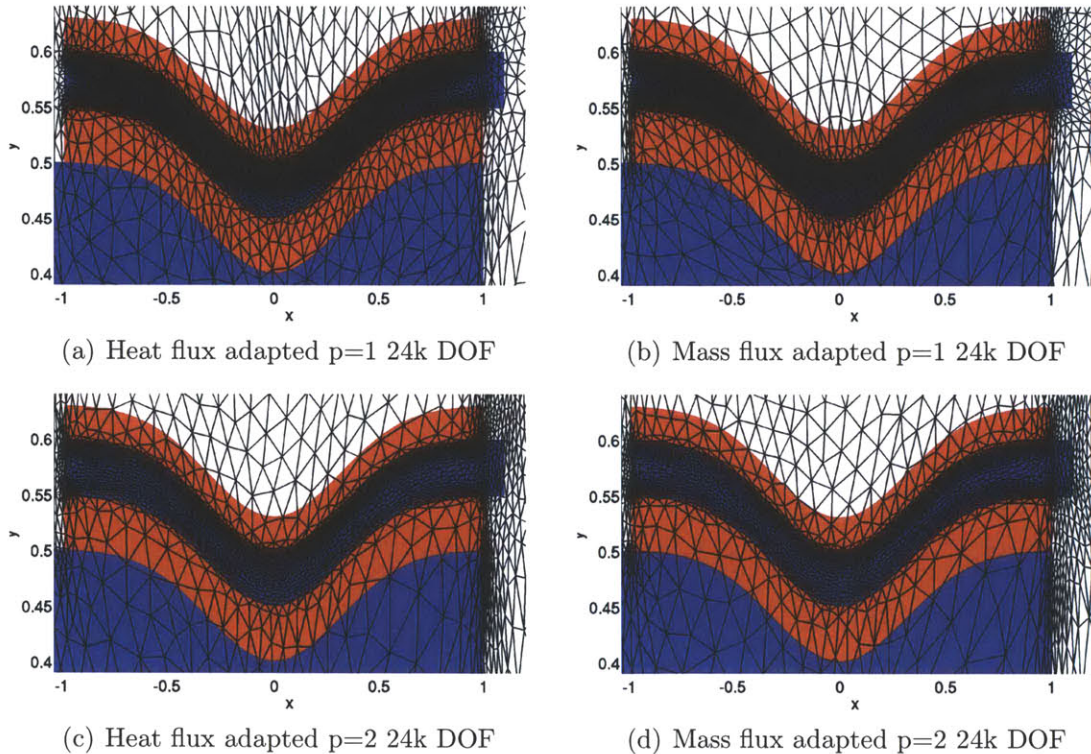 0.6
0.55
0.5
0.45
0.4
y
-1 -0.5 0 0.5 1
x
(a) Heat flux adapted p=1 24k DOF
0.6
0.55
0.5
0.45
0.4
y
-1 -0.5 0 0.5 1
x
(b) Mass flux adapted p=1 24k DOF
0.6
0.55
0.5
0.45
0.4
y
-1 -0.5 0 0.5 1
x
(c) Heat flux adapted p=2 24k DOF
0.6
0.55
0.5
0.45
0.4
y
-1 -0.5 0 0.5 1
x
(d) Mass flux adapted p=2 24k DOF